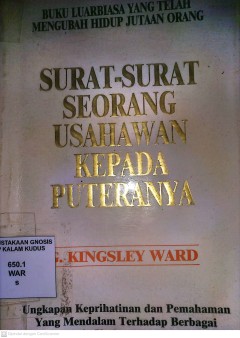 BUKU LUARBIASA YANG TELAH
MENGUBAH HIDUP JUTAAN ORANG
SURAT-SURAT
SEORANG
USAHAWAN
KEPADA
PUTERANYA
USTAKAAN GNOSIS
P KALAM KUDUS
650.1
WAR
s
KINGSLEY WARD
Ungkapan Keprihatinan dan Pemahaman
Yang Mendalam Terhadap Berbagai